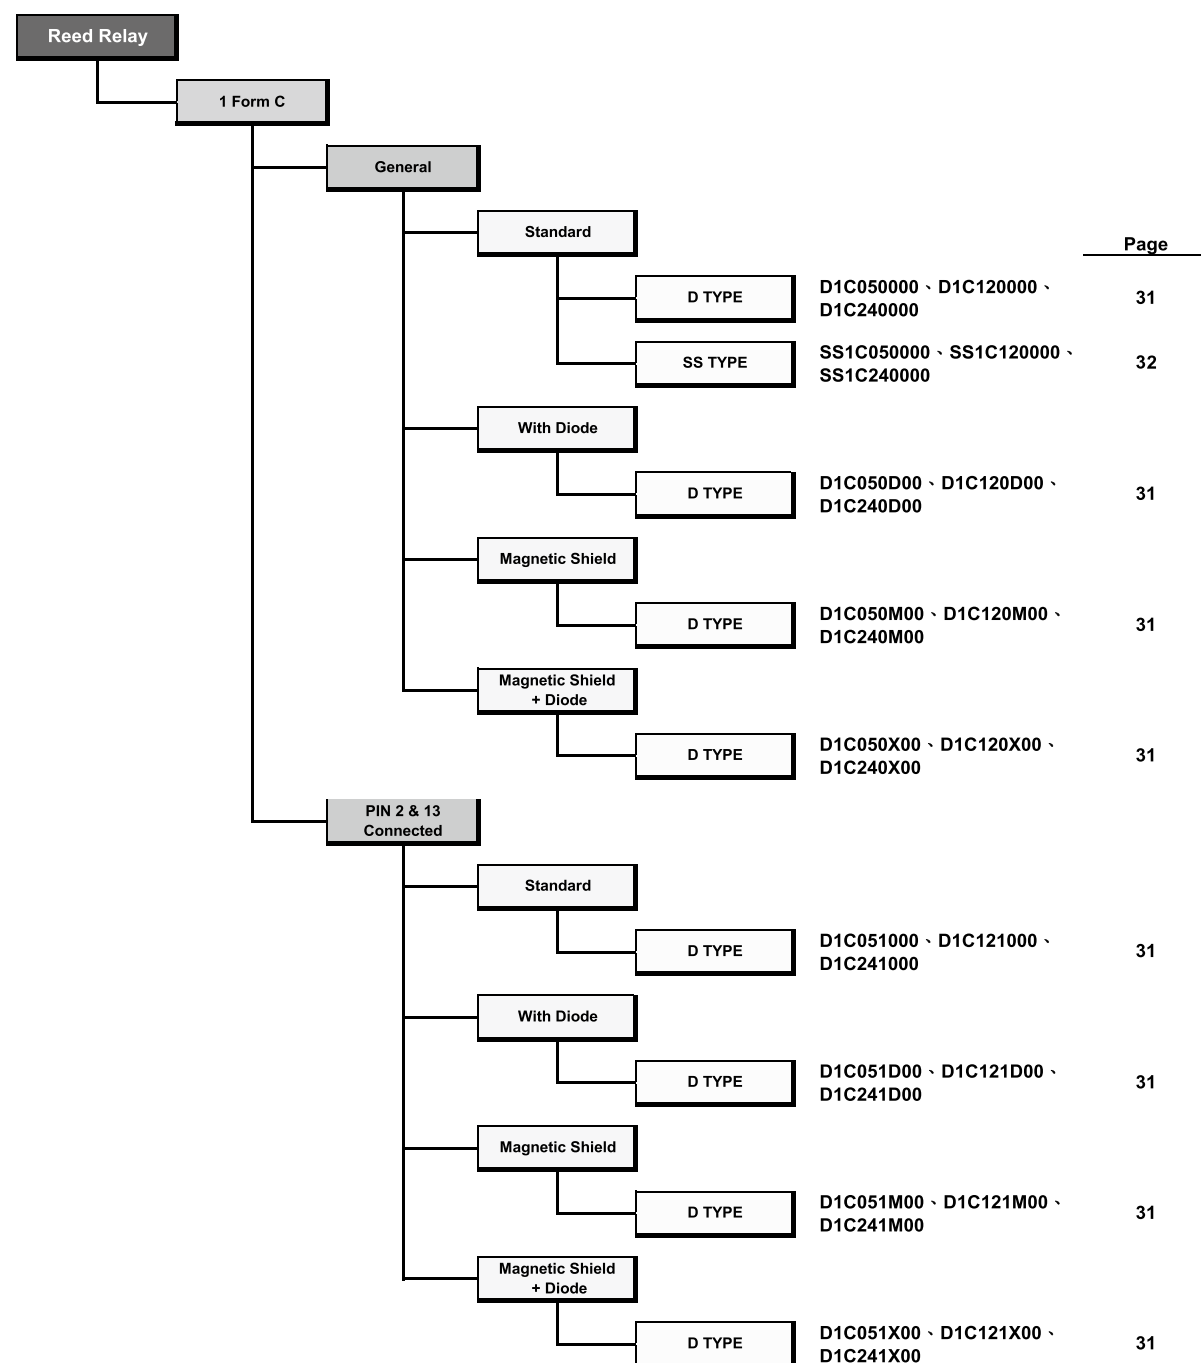 Reed Relay
1 Form C
General
Standard
Page
D TYPE
D1C050000、D1C120000、
D1C240000
31
SS TYPE
SS1C050000、SS1C120000、
SS1C240000
32
With Diode
D TYPE
D1C050D00、D1C120D00、
D1C240D00
31
Magnetic Shield
D TYPE
D1C050M00、D1C120M00、
D1C240M00
31
Magnetic Shield
+ Diode
D TYPE
D1C050X00、D1C120X00、
D1C240X00
31
PIN 2 & 13
Connected
Standard
D TYPE
D1C051000、D1C121000、
D1C241000
31
With Diode
D TYPE
D1C051D00、D1C121D00、
D1C241D00
31
Magnetic Shield
D TYPE
D1C051M00、D1C121M00、
D1C241M00
31
Magnetic Shield
+ Diode
D TYPE
D1C051X00、D1C121X00、
D1C241X00
31